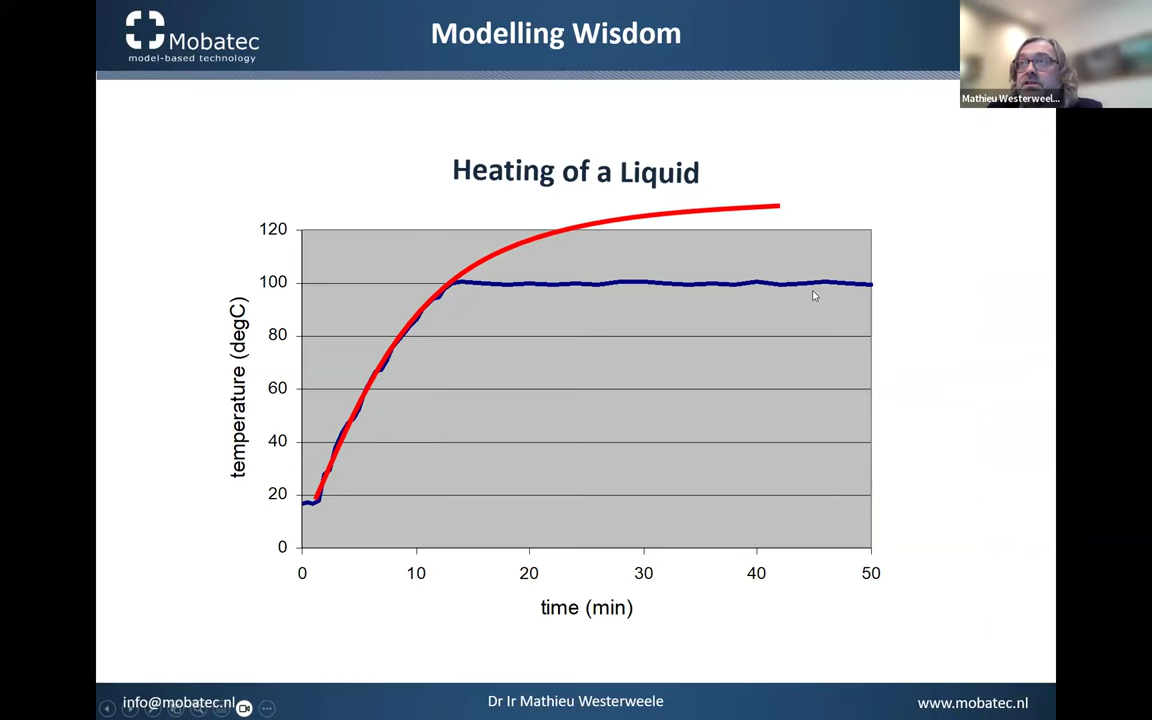 Mobatec
model-based technology
Modelling Wisdom
Mathieu Westerweel...
Heating of a Liquid
120
100
80
60
40
20
0
temperature (degC)
0 10 20 30 40 50
time (min)
info@mobatec.nl
Dr Ir Mathieu Westerweele
www.mobatec.nl